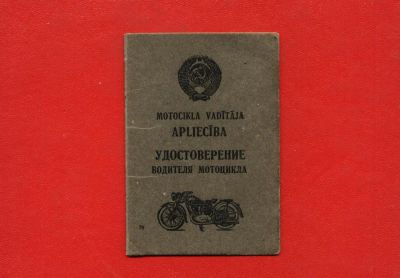 MOTOCIKLA VADĪTĀJA
APLIECĪBA
УДОСТОВЕРЕНИЕ
ВОДИТЕЛЯ МОТОЦИКЛА